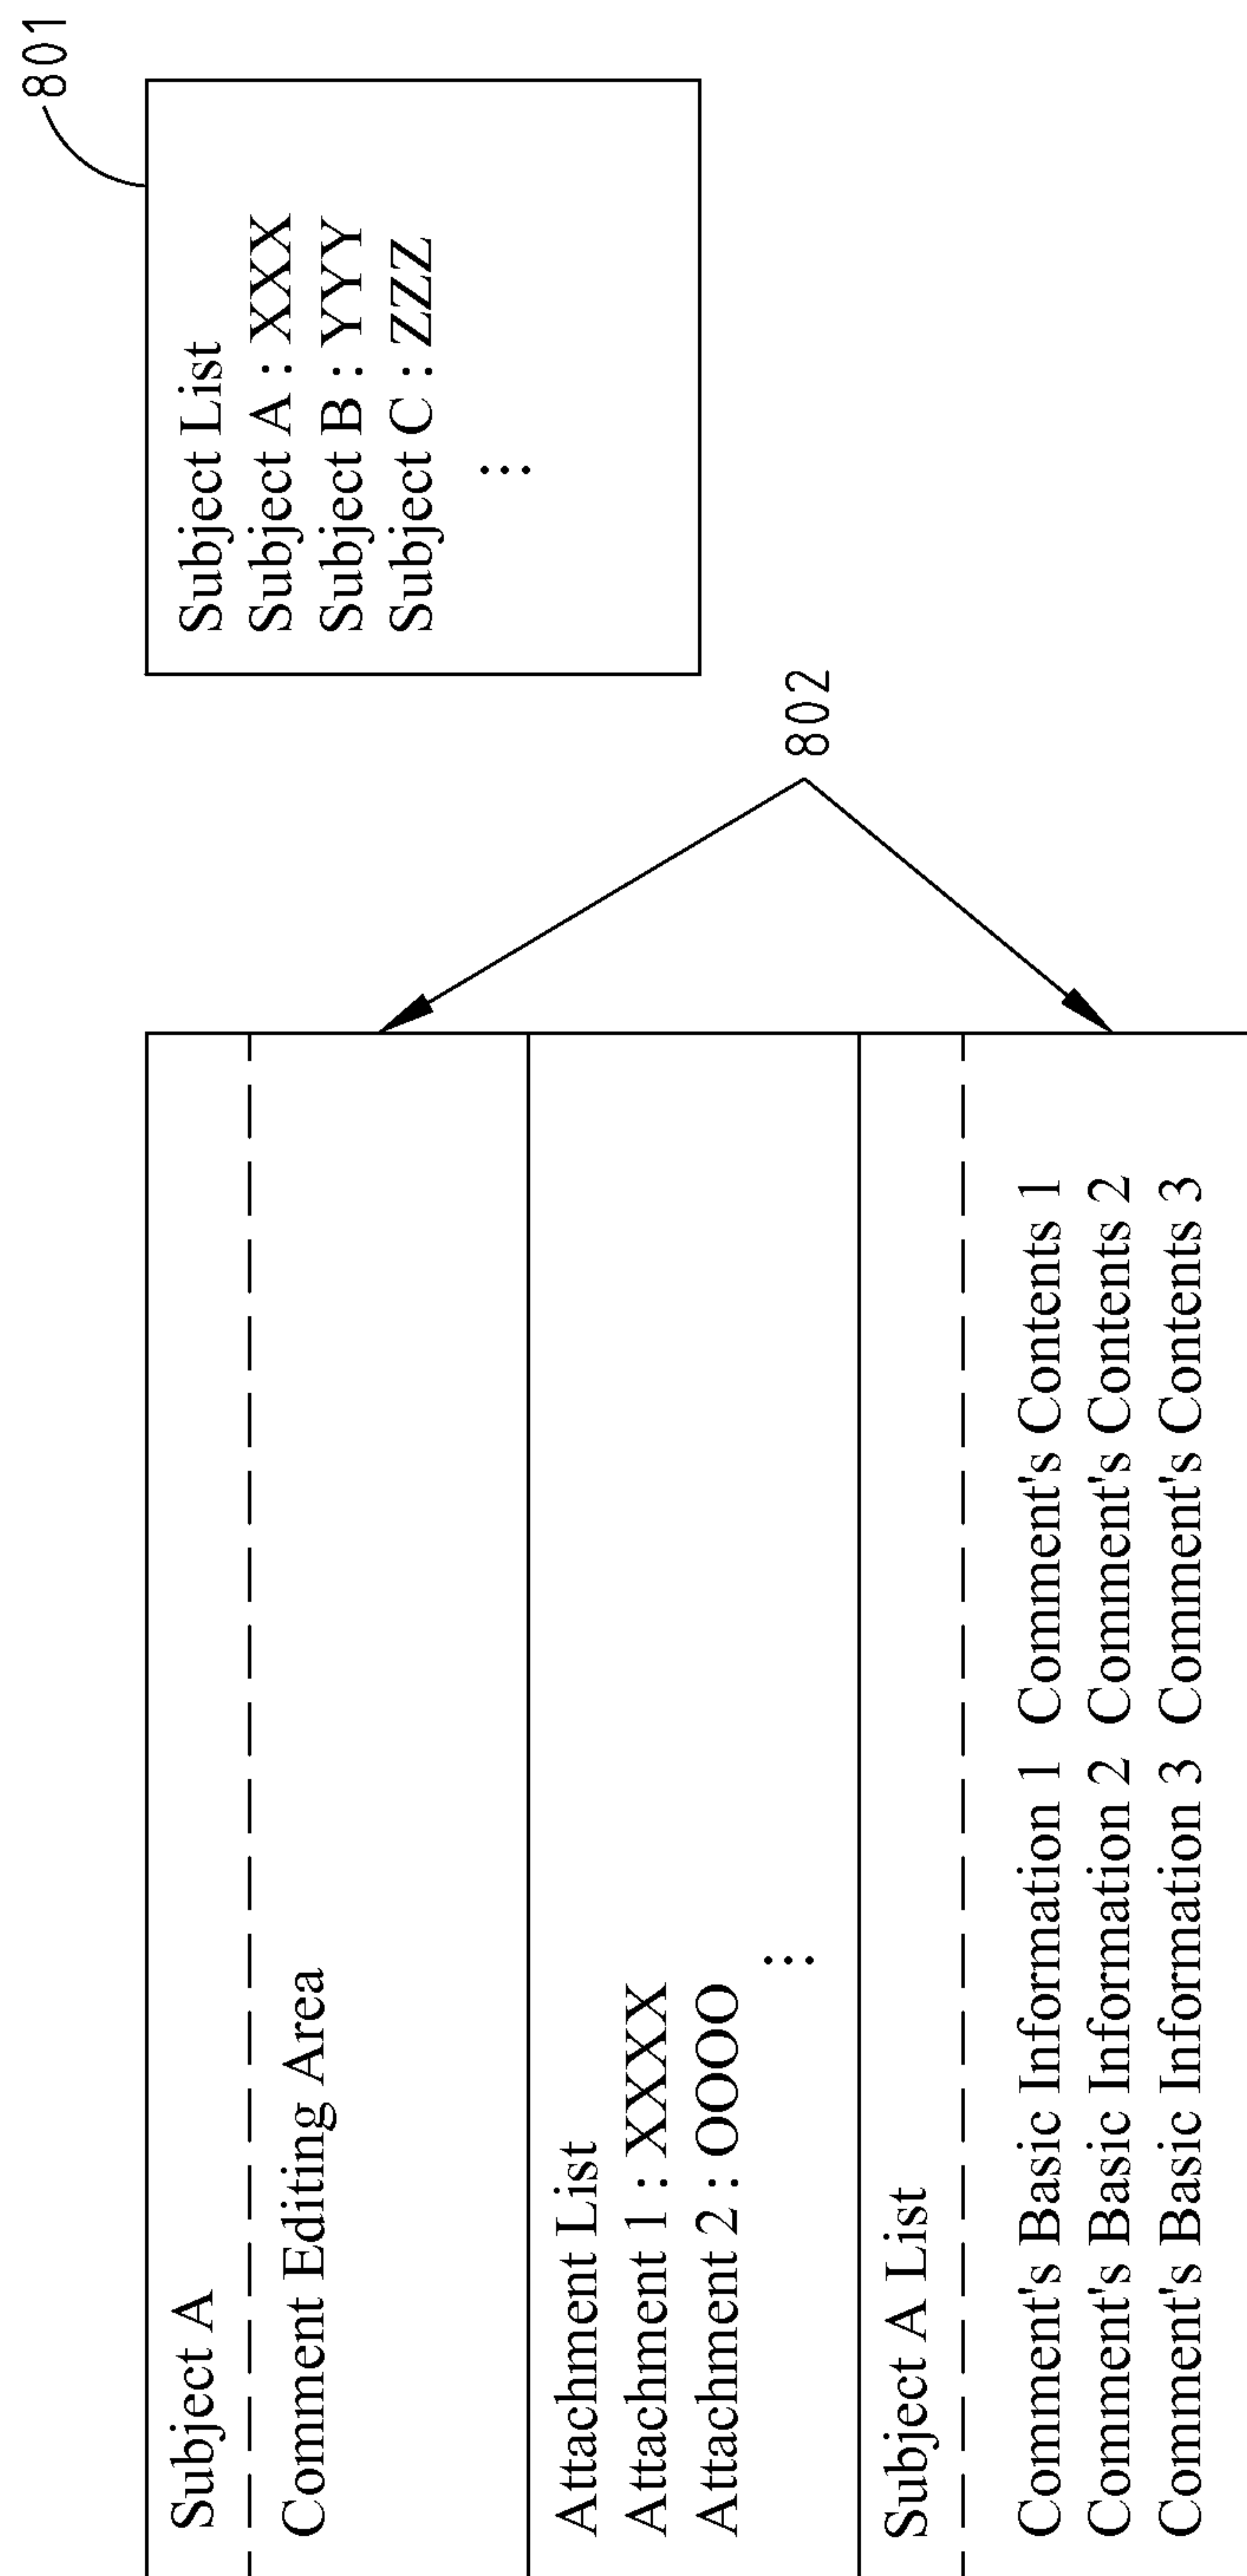 801
Subject List
Subject A : XXX
Subject B : YYY
Subject C : ZZZ
⋮
802
Subject A
Comment Editing Area
Attachment List
Attachment 1 : XXXX
Attachment 2 : OOOO
⋮
Subject A List
Comment's Basic Information 1 Comment's Contents 1
Comment's Basic Information 2 Comment's Contents 2
Comment's Basic Information 3 Comment's Contents 3